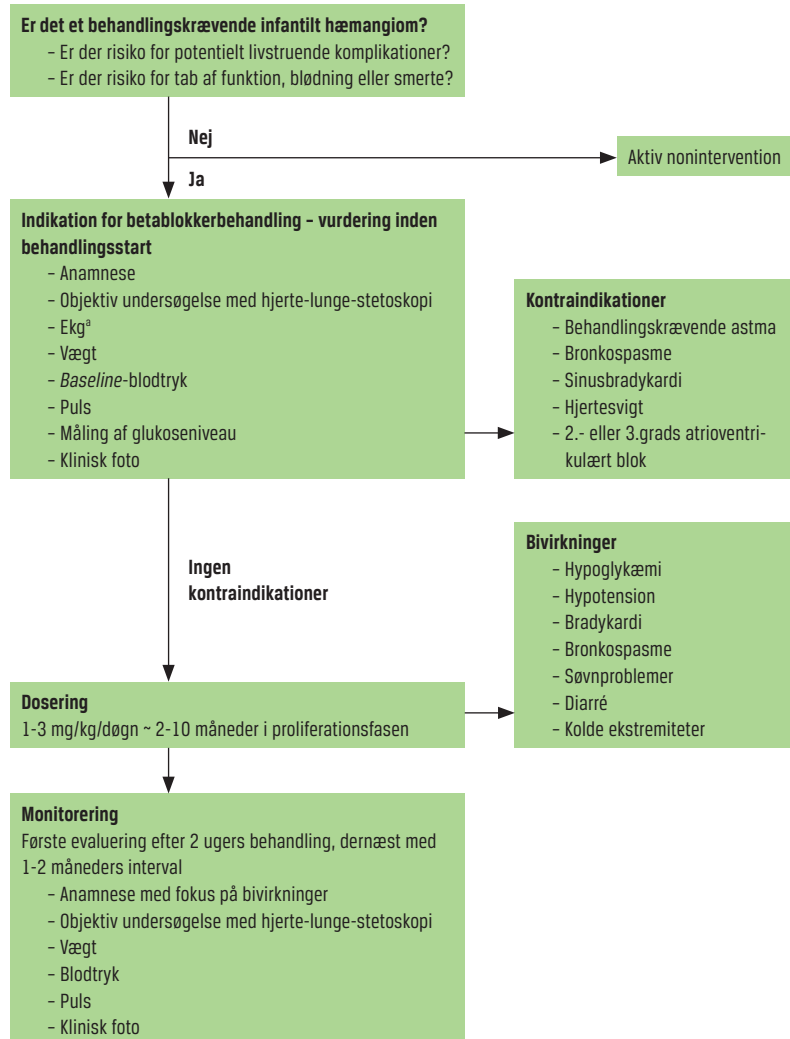 Er det et behandlingskrævende infantilt hæmangiom?
– Er der risiko for potentielt livstruende komplikationer?
– Er der risiko for tab af funktion, blødning eller smerte?
Nej
Aktiv nonintervention
Ja
Indikation for betablokkerbehandling – vurdering inden
behandlingsstart
– Anamnese
– Objektiv undersøgelse med hjerte-lunge-stetoskopi
– Ekgᵃ
– Vægt
– Baseline-blodtryk
– Puls
– Måling af glukoseniveau
– Klinisk foto
Kontraindikationer
– Behandlingskrævende astma
– Bronkospasme
– Sinusbradykardi
– Hjertesvigt
– 2.- eller 3.grads atrioventri-
kulært blok
Ingen
kontraindikationer
Bivirkninger
– Hypoglykæmi
– Hypotension
– Bradykardi
– Bronkospasme
– Søvnproblemer
– Diarré
– Kolde ekstremiteter
Dosering
1-3 mg/kg/døgn ~ 2-10 måneder i proliferationsfasen
Monitorering
Første evaluering efter 2 ugers behandling, dernæst med
1-2 måneders interval
– Anamnese med fokus på bivirkninger
– Objektiv undersøgelse med hjerte-lunge-stetoskopi
– Vægt
– Blodtryk
– Puls
– Klinisk foto